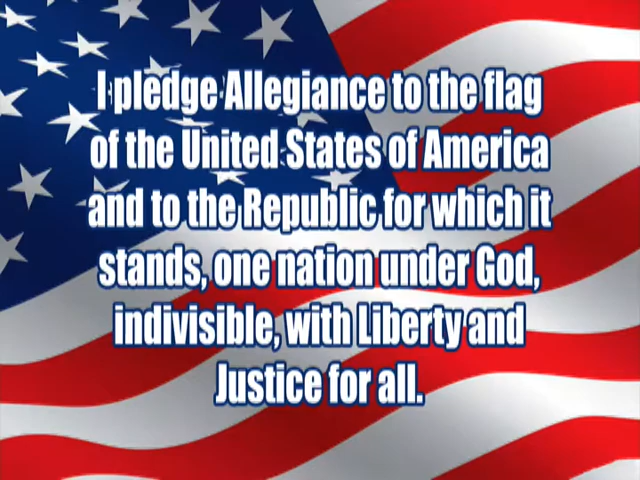 I pledge Allegiance to the flag
of the United States of America
and to the Republic for which it
stands, one nation under God,
indivisible, with Liberty and
Justice for all.